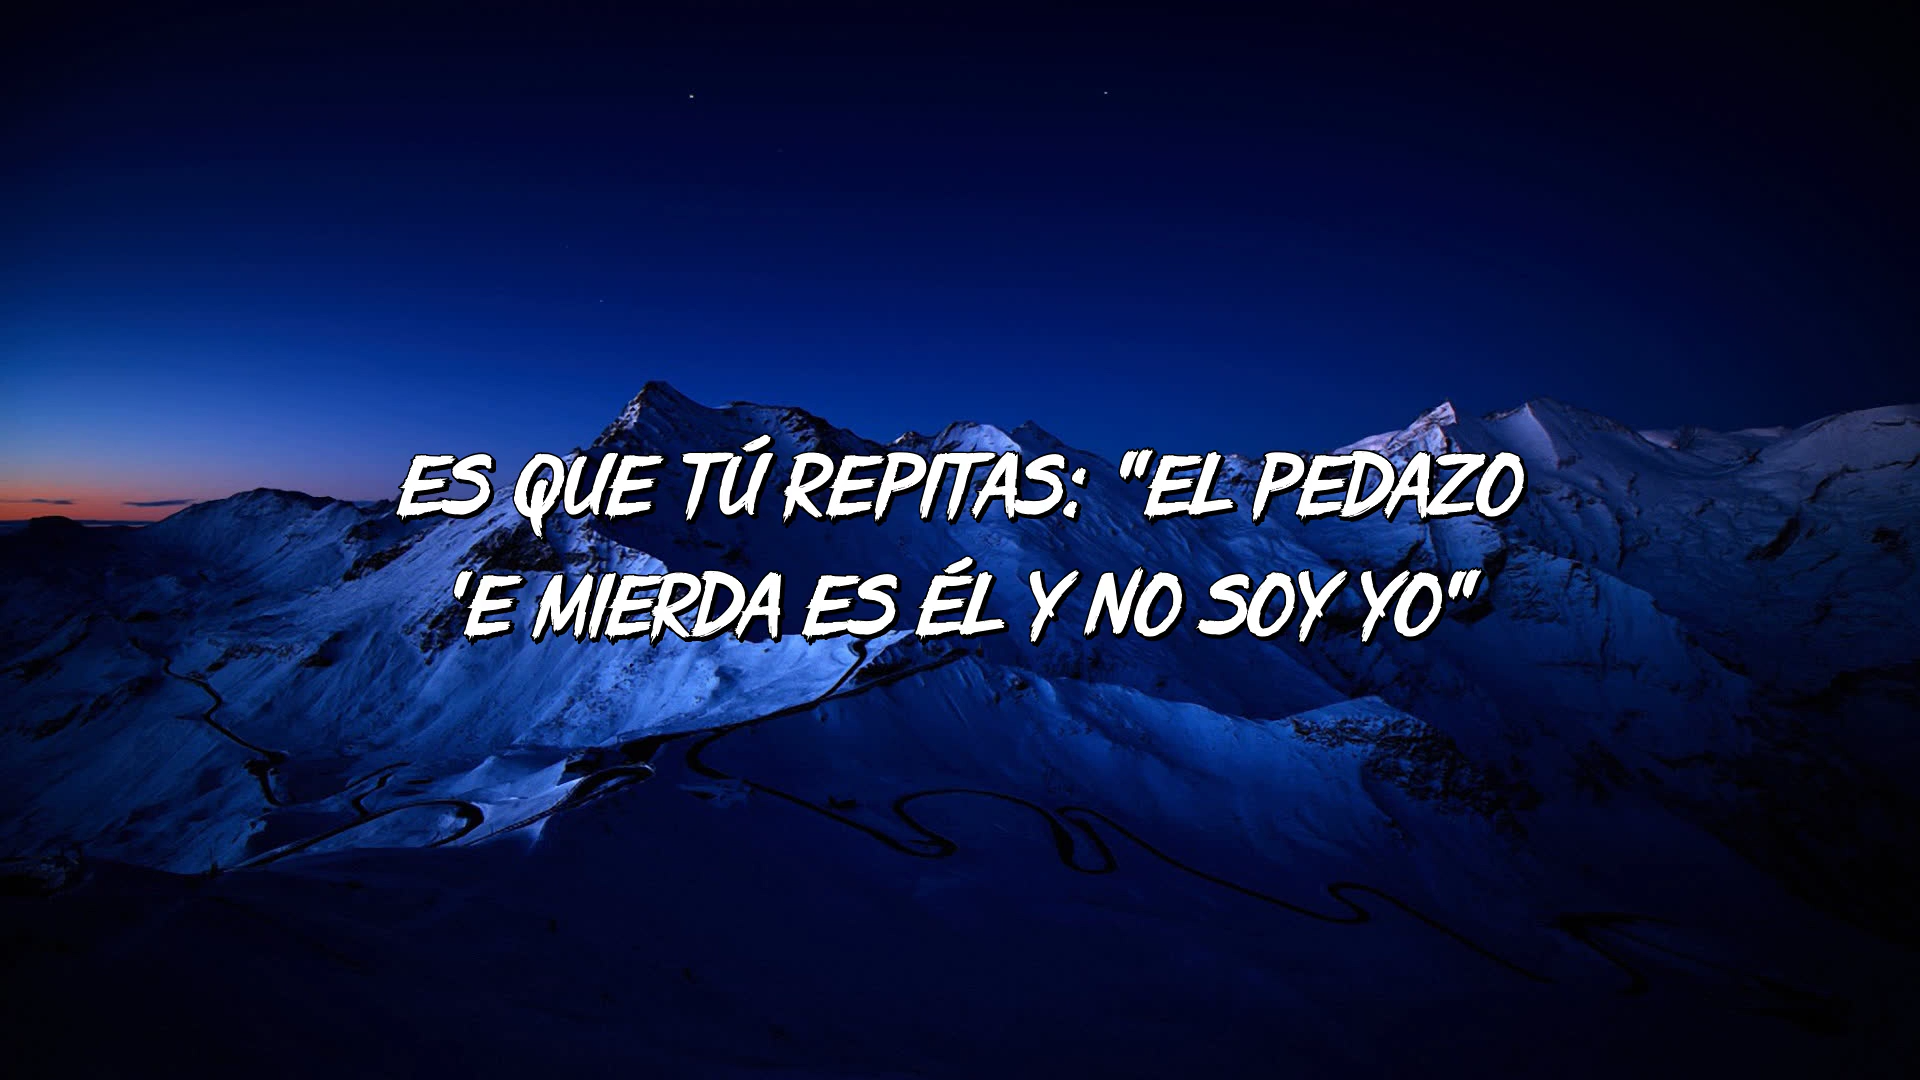 ES QUE TÚ REPITAS: "EL PEDAZO
'E MIERDA ES ÉL Y NO SOY YO"